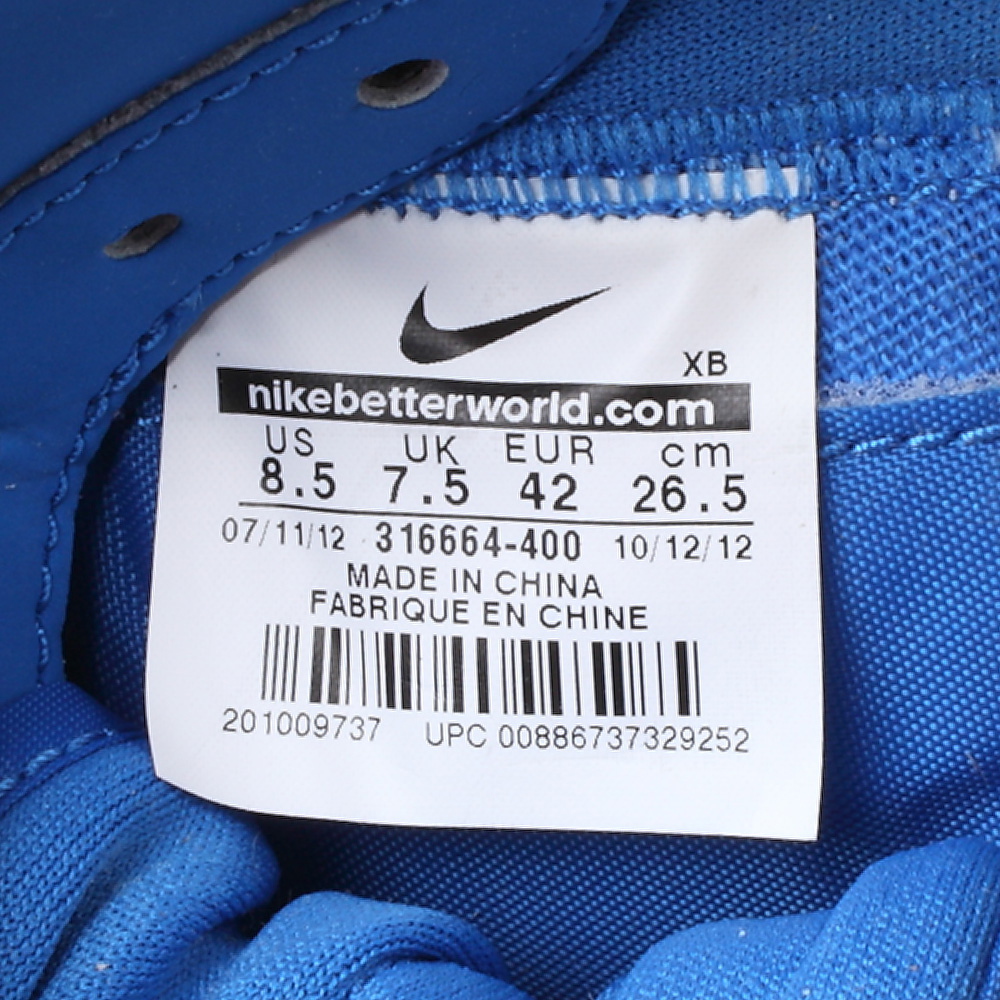 XB
nikebetterworld.com
US UK EUR cm
8.5 7.5 42 26.5
07/11/12 316664-400 10/12/12
MADE IN CHINA
FABRIQUE EN CHINE
201009737 UPC 00886737329252